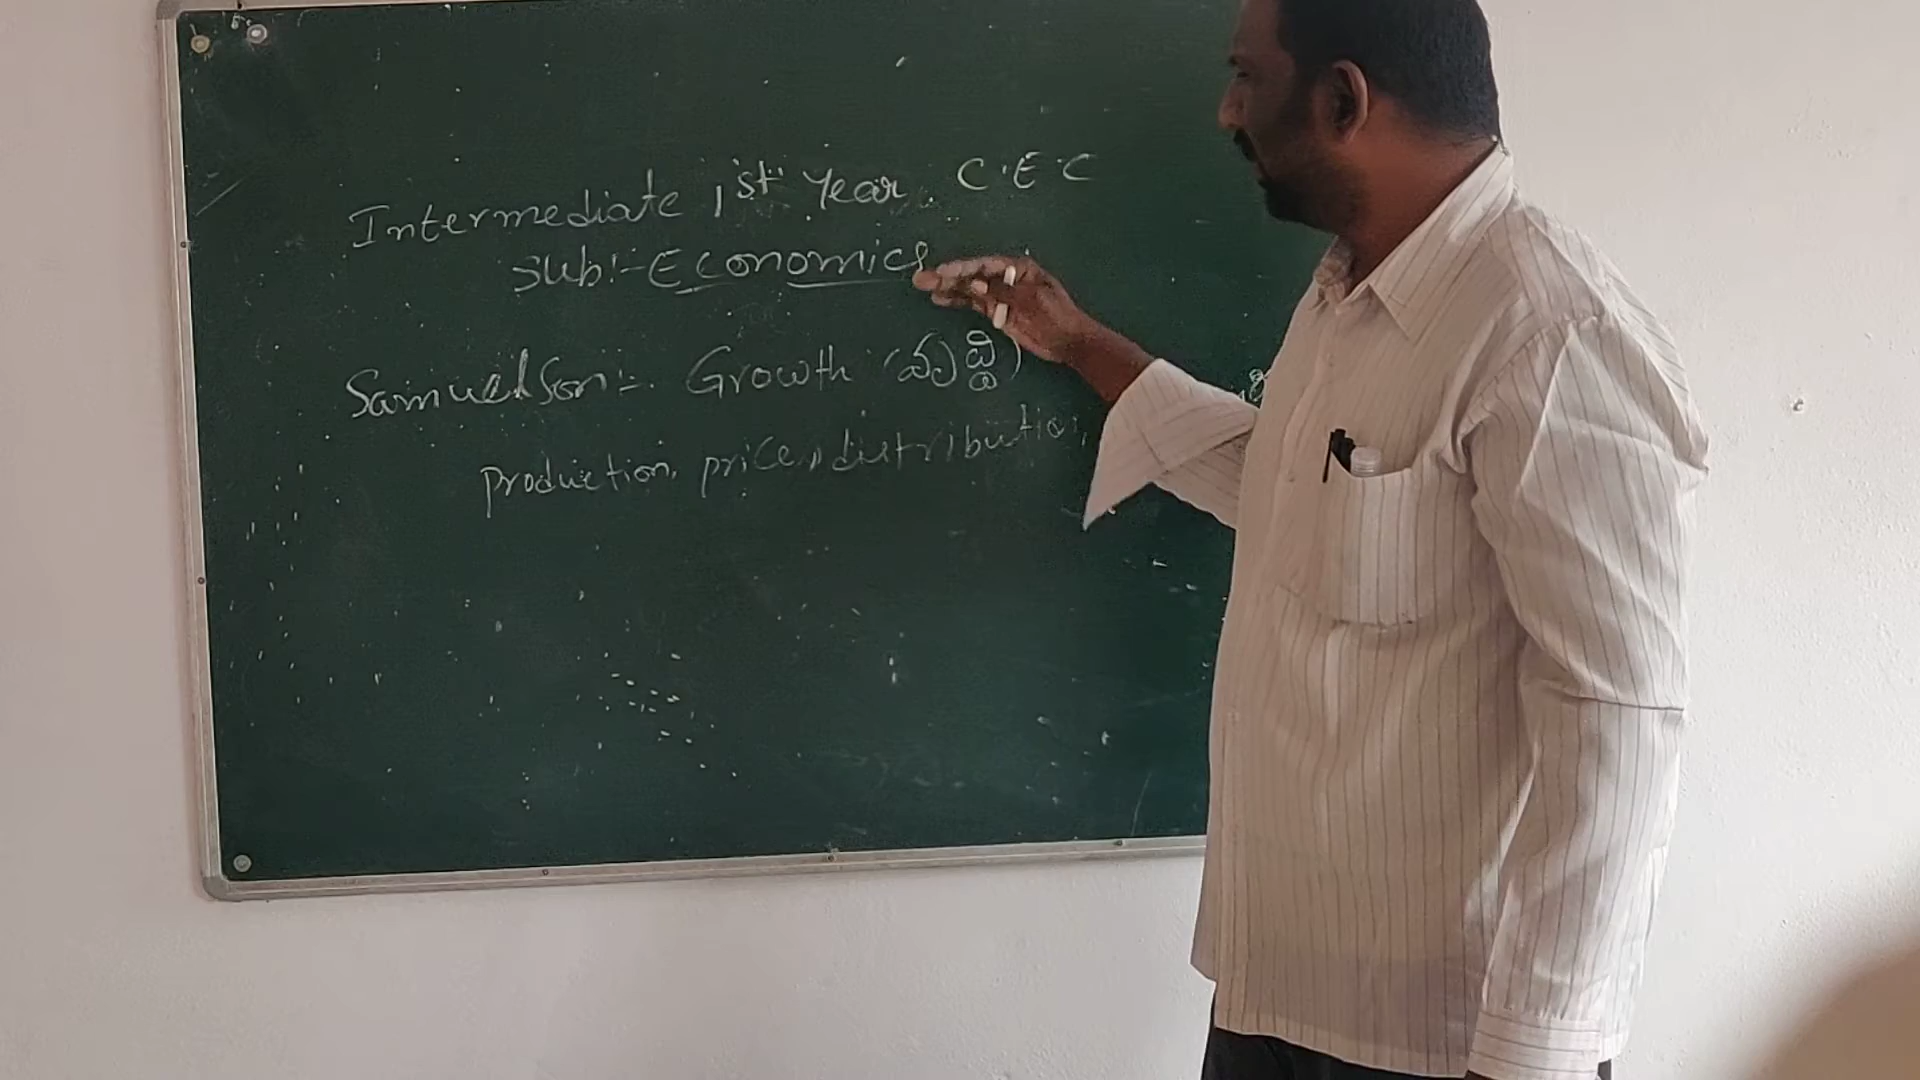 Intermediate 1st Year C.E.C
Sub:- Economics
Samuelson:- Growth (వృద్ధి)
production, price, distribution,